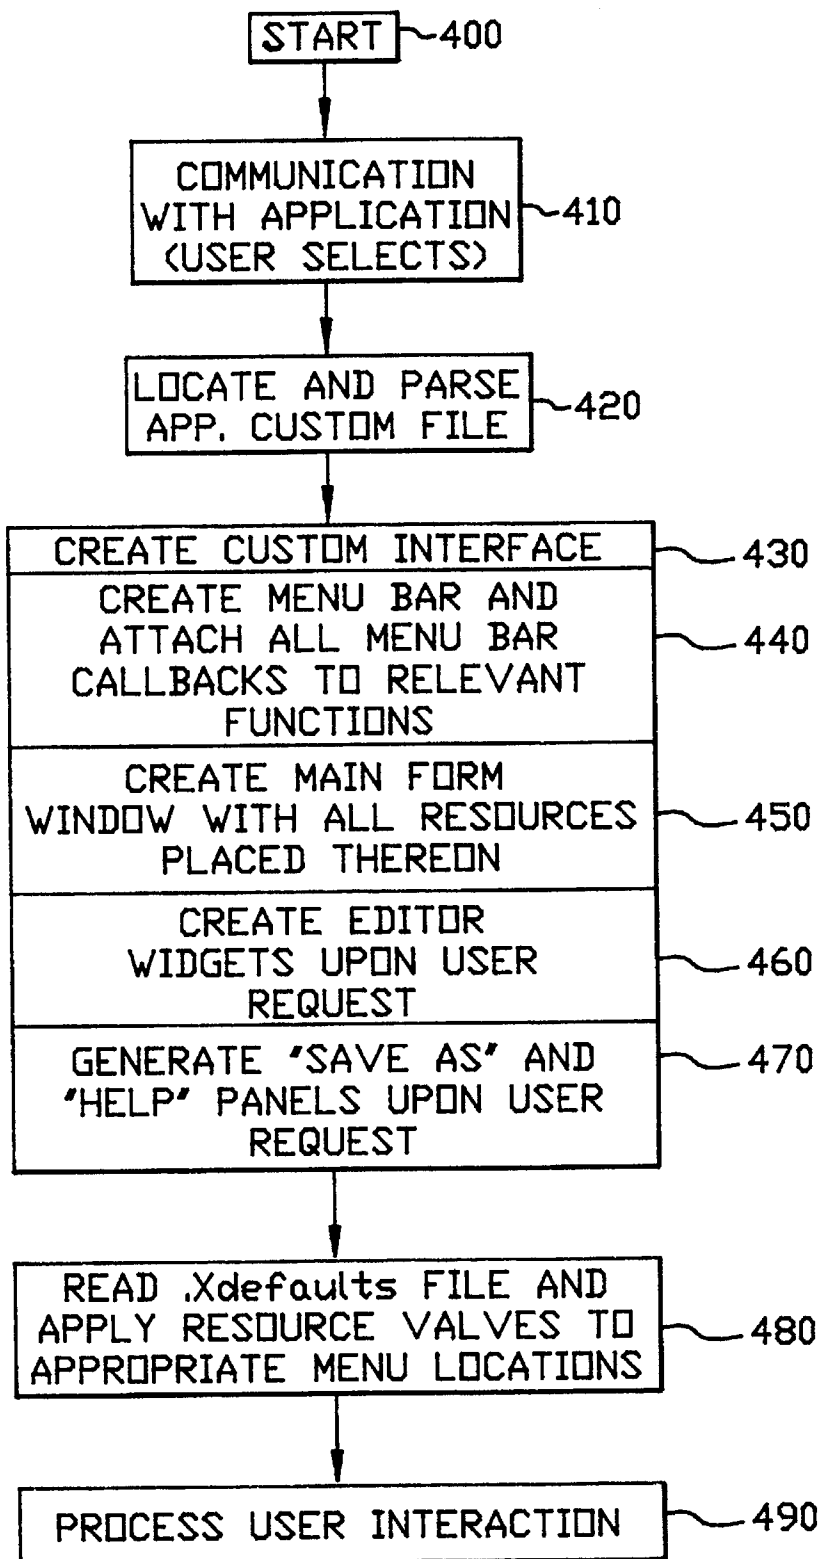 START 400
COMMUNICATION
WITH APPLICATION 410
(USER SELECTS)
LOCATE AND PARSE 420
APP. CUSTOM FILE
CREATE CUSTOM INTERFACE 430
CREATE MENU BAR AND
ATTACH ALL MENU BAR 440
CALLBACKS TO RELEVANT
FUNCTIONS
CREATE MAIN FORM
WINDOW WITH ALL RESOURCES 450
PLACED THEREON
CREATE EDITOR
WIDGETS UPON USER 460
REQUEST
GENERATE "SAVE AS" AND 470
"HELP" PANELS UPON USER
REQUEST
READ .Xdefaults FILE AND
APPLY RESOURCE VALVES TO 480
APPROPRIATE MENU LOCATIONS
PROCESS USER INTERACTION 490